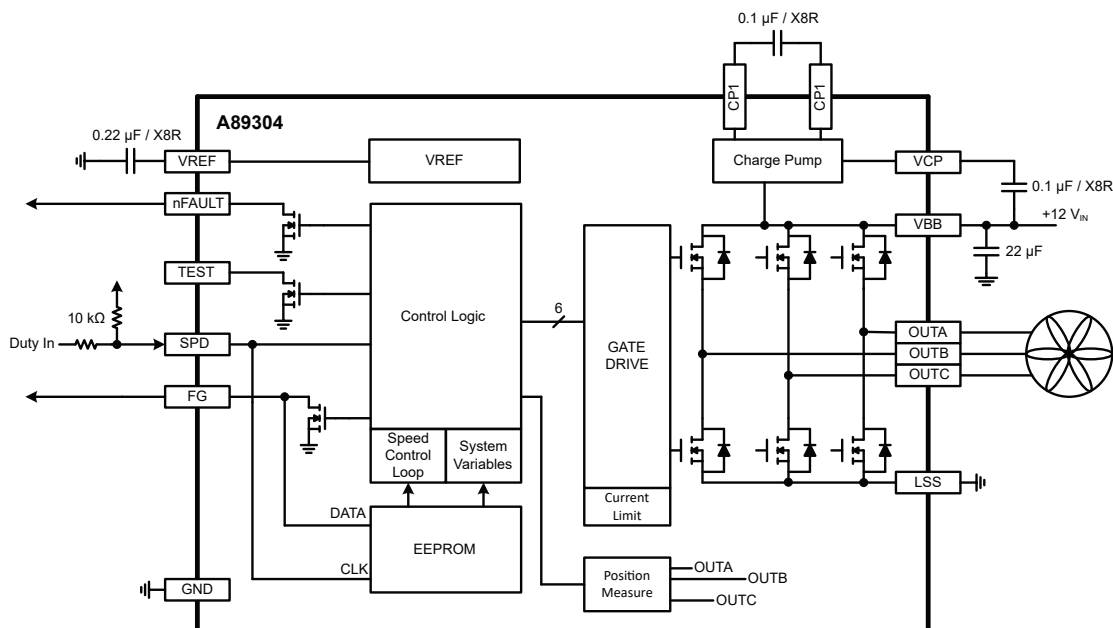 0.1 µF / X8R
CP1
CP1
A89304
0.22 µF / X8R
VREF
VREF
Charge Pump
VCP
0.1 µF / X8R
nFAULT
+12 VIN
VBB
22 µF
TEST
10 kΩ
Control Logic
6
GATE
DRIVE
Duty In
SPD
OUTA
OUTB
OUTC
FG
Speed
Control
Loop
System
Variables
LSS
Current
Limit
DATA
EEPROM
CLK
Position
Measure
OUTA
OUTB
OUTC
GND